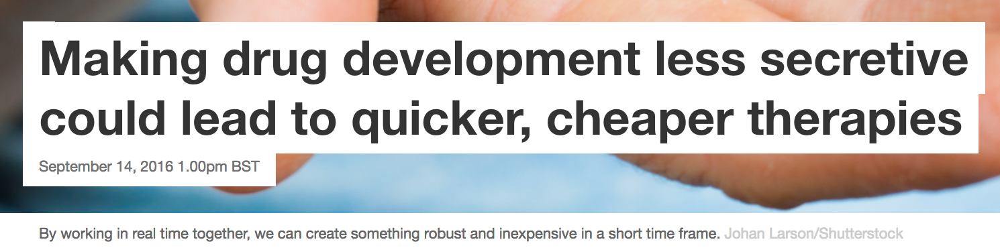 Making drug development less secretive
could lead to quicker, cheaper therapies
September 14, 2016 1.00pm BST
By working in real time together, we can create something robust and inexpensive in a short time frame. Johan Larson/Shutterstock